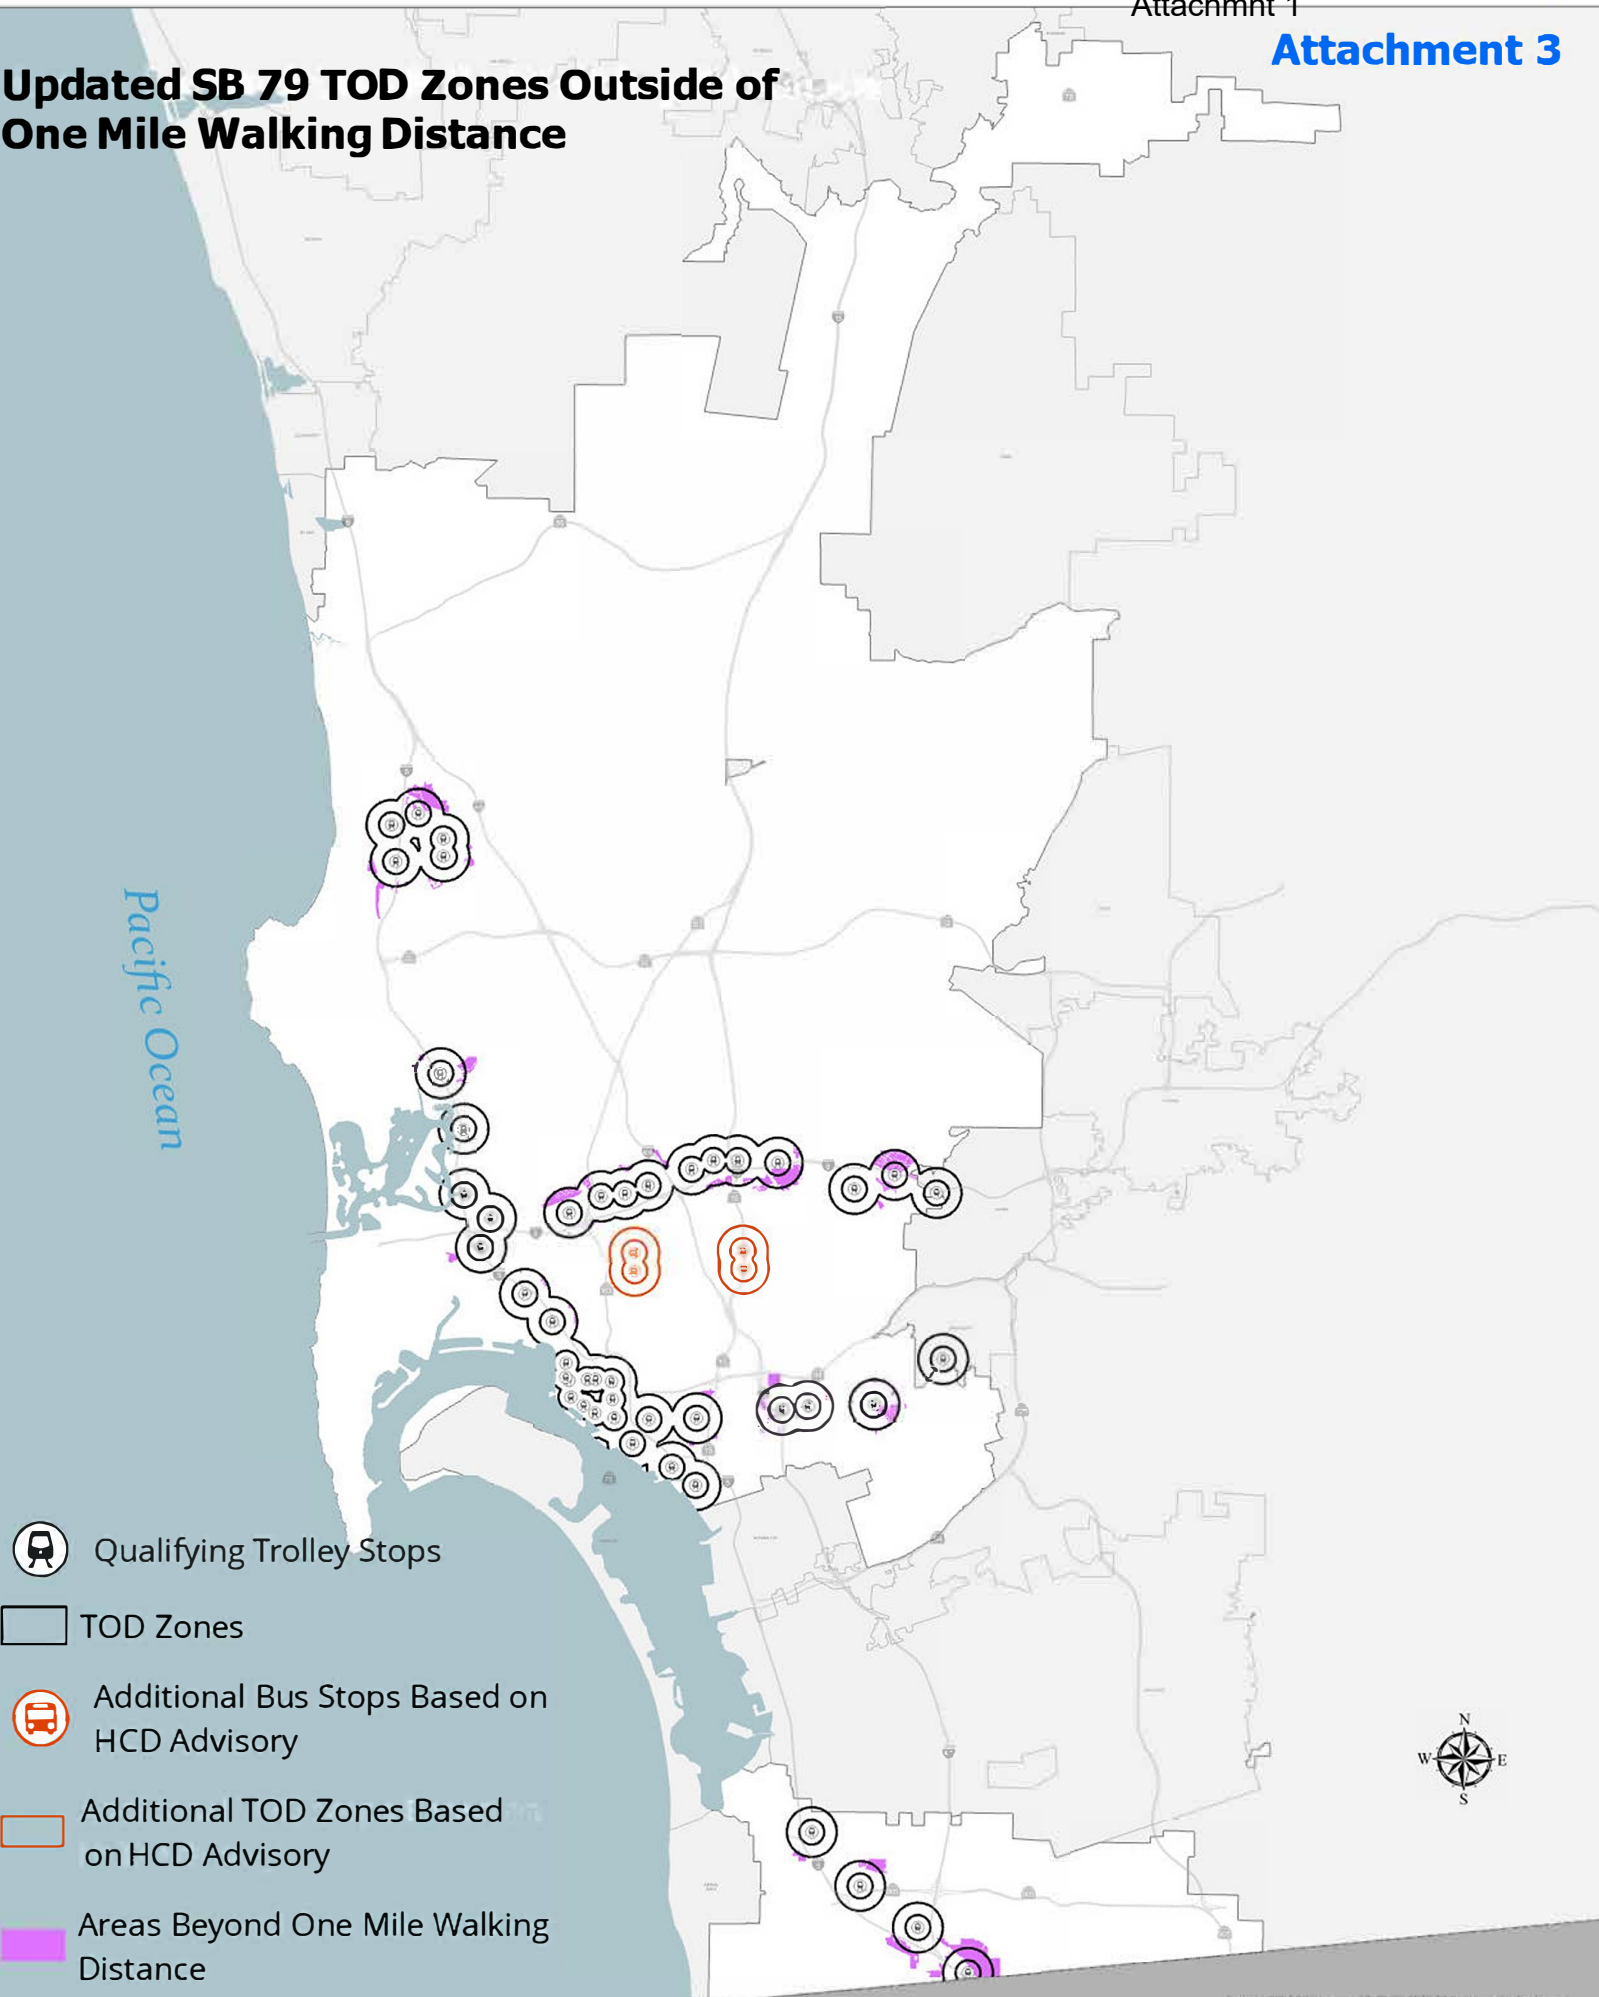 Attachmnt 1
Attachment 3
Updated SB 79 TOD Zones Outside of
One Mile Walking Distance
Pacific Ocean
Qualifying Trolley Stops
TOD Zones
Additional Bus Stops Based on
HCD Advisory
Additional TOD Zones Based
on HCD Advisory
Areas Beyond One Mile Walking
Distance
N
W
E
S